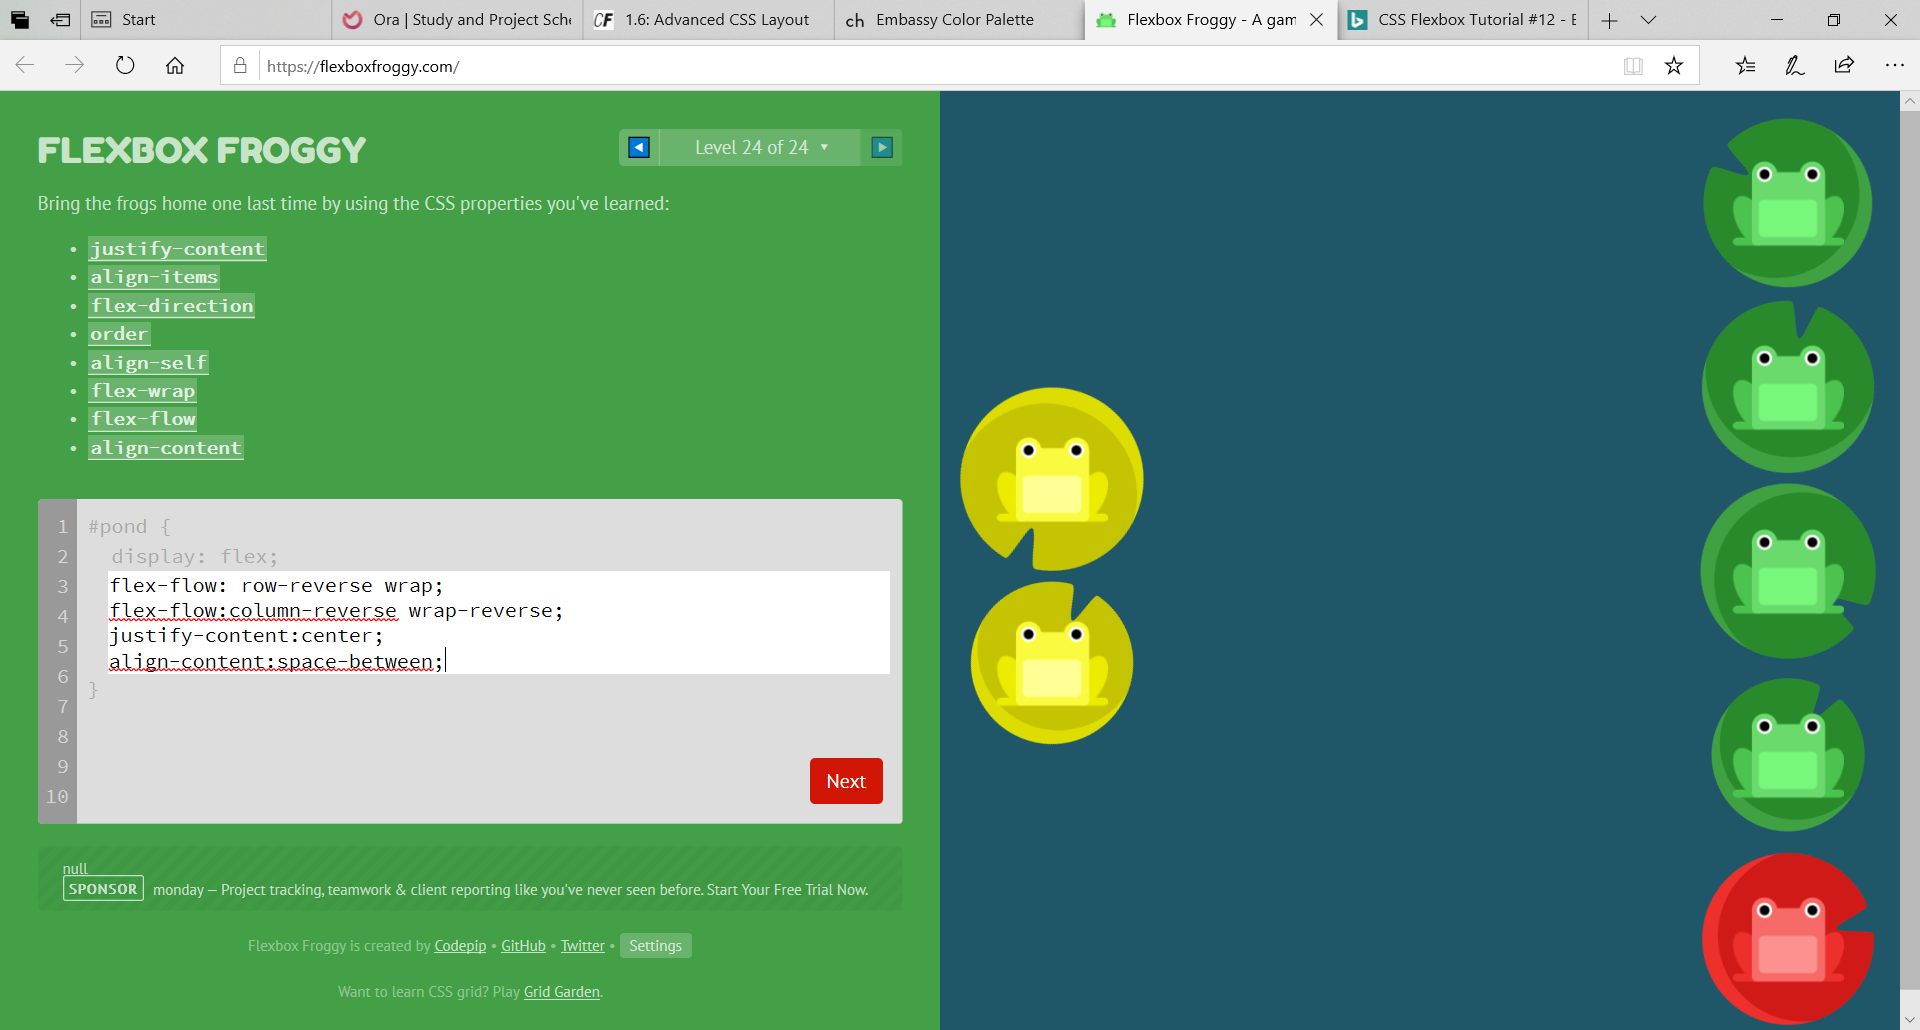 Start
Ora | Study and Project Sche
CF 1.6: Advanced CSS Layout
ch Embassy Color Palette
Flexbox Froggy - A gam
CSS Flexbox Tutorial #12 - E
https://flexboxfroggy.com/
FLEXBOX FROGGY
Level 24 of 24 ▼
Bring the frogs home one last time by using the CSS properties you've learned:
• justify-content
• align-items
• flex-direction
• order
• align-self
• flex-wrap
• flex-flow
• align-content
1 #pond {
2 display: flex;
3 flex-flow: row-reverse wrap;
4 flex-flow:column-reverse wrap-reverse;
5 justify-content:center;
6 align-content:space-between;
7 }
8
9
10
Next
null
SPONSOR monday — Project tracking, teamwork & client reporting like you've never seen before. Start Your Free Trial Now.
Flexbox Froggy is created by Codepip • GitHub • Twitter • Settings
Want to learn CSS grid? Play Grid Garden.